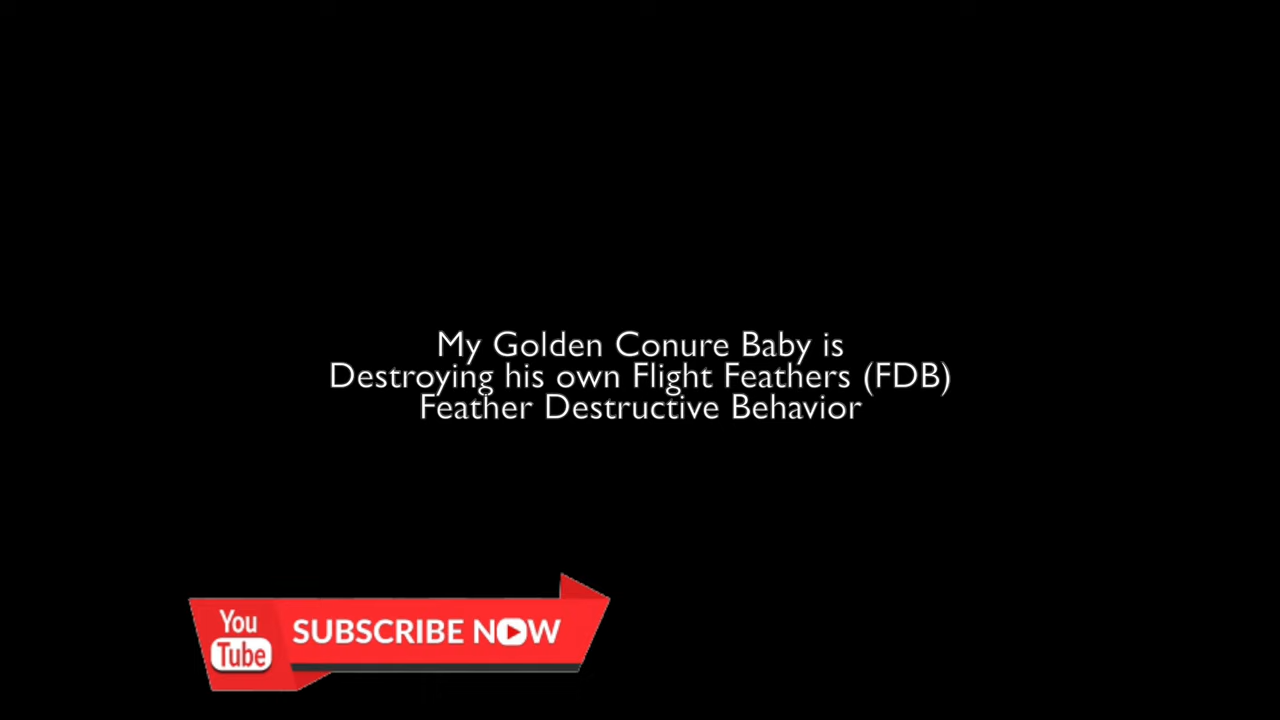 My Golden Conure Baby is
Destroying his own Flight Feathers (FDB)
Feather Destructive Behavior
You
Tube
SUBSCRIBE NOW